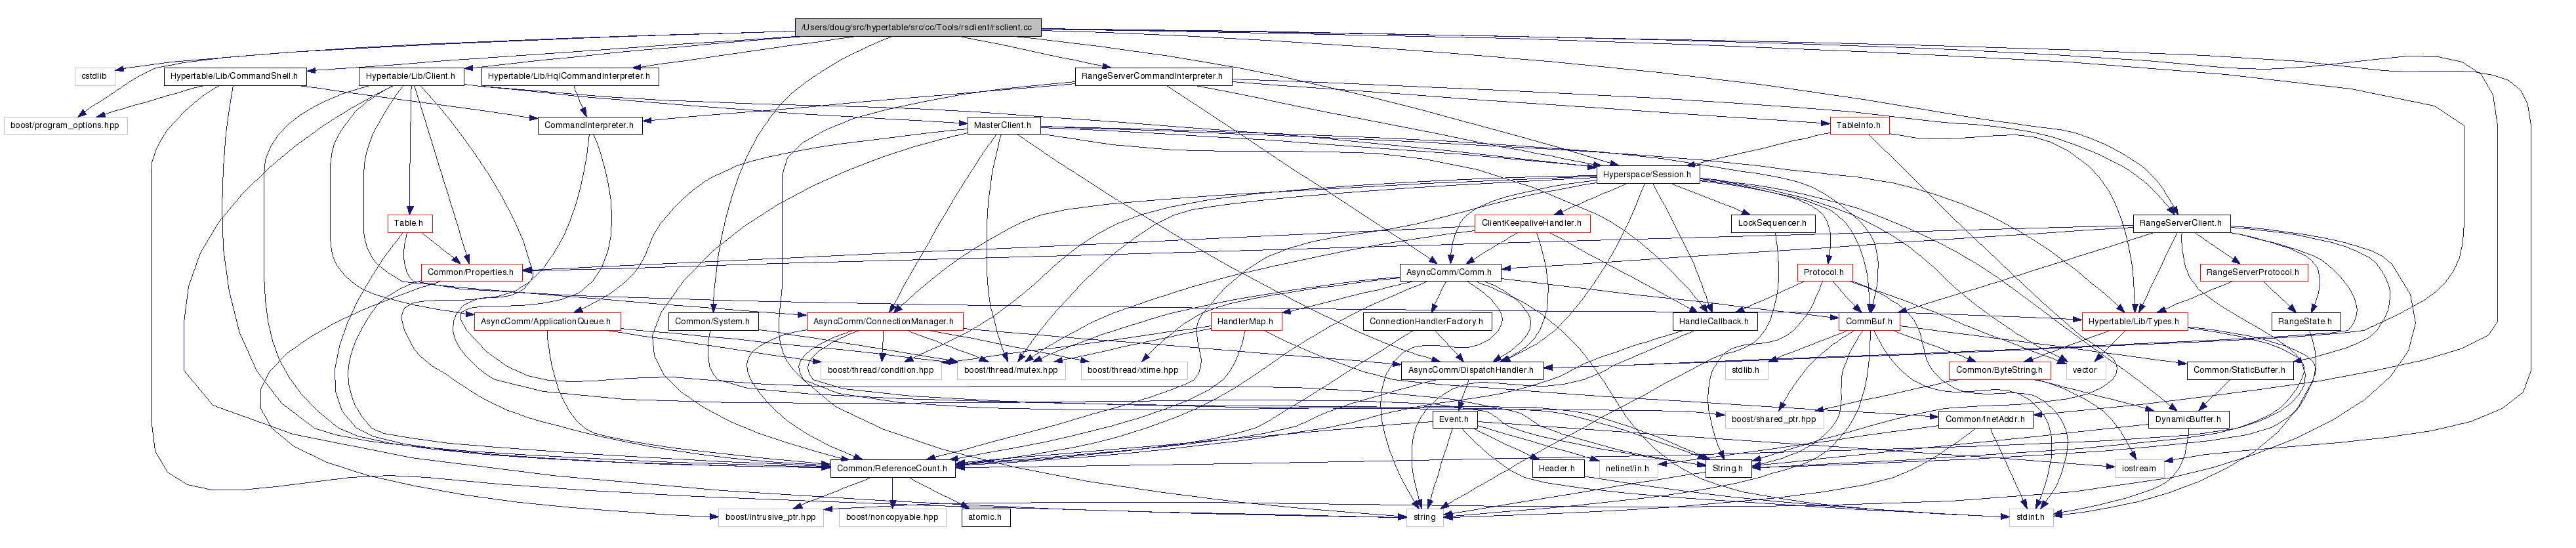 /Users/doug/src/hypertable/src/cc/Tools/rsclient/rsclient.cc
cstdlib
Hypertable/Lib/CommandShell.h
Hypertable/Lib/Client.h
Hypertable/Lib/HqlCommandInterpreter.h
RangeServerCommandInterpreter.h
boost/program_options.hpp
CommandInterpreter.h
MasterClient.h
TableInfo.h
Hyperspace/Session.h
Table.h
ClientKeepaliveHandler.h
LockSequencer.h
RangeServerClient.h
Common/Properties.h
AsyncComm/Comm.h
Protocol.h
RangeServerProtocol.h
AsyncComm/ApplicationQueue.h
Common/System.h
AsyncComm/ConnectionManager.h
HandlerMap.h
ConnectionHandlerFactory.h
HandleCallback.h
CommBuf.h
Hypertable/Lib/Types.h
RangeState.h
boost/thread/condition.hpp
boost/thread/mutex.hpp
boost/thread/xtime.hpp
AsyncComm/DispatchHandler.h
stdlib.h
Common/ByteString.h
vector
Common/StaticBuffer.h
boost/shared_ptr.hpp
Event.h
Common/InetAddr.h
DynamicBuffer.h
Common/ReferenceCount.h
Header.h
netinet/in.h
String.h
iostream
boost/intrusive_ptr.hpp
boost/noncopyable.hpp
atomic.h
string
stdint.h